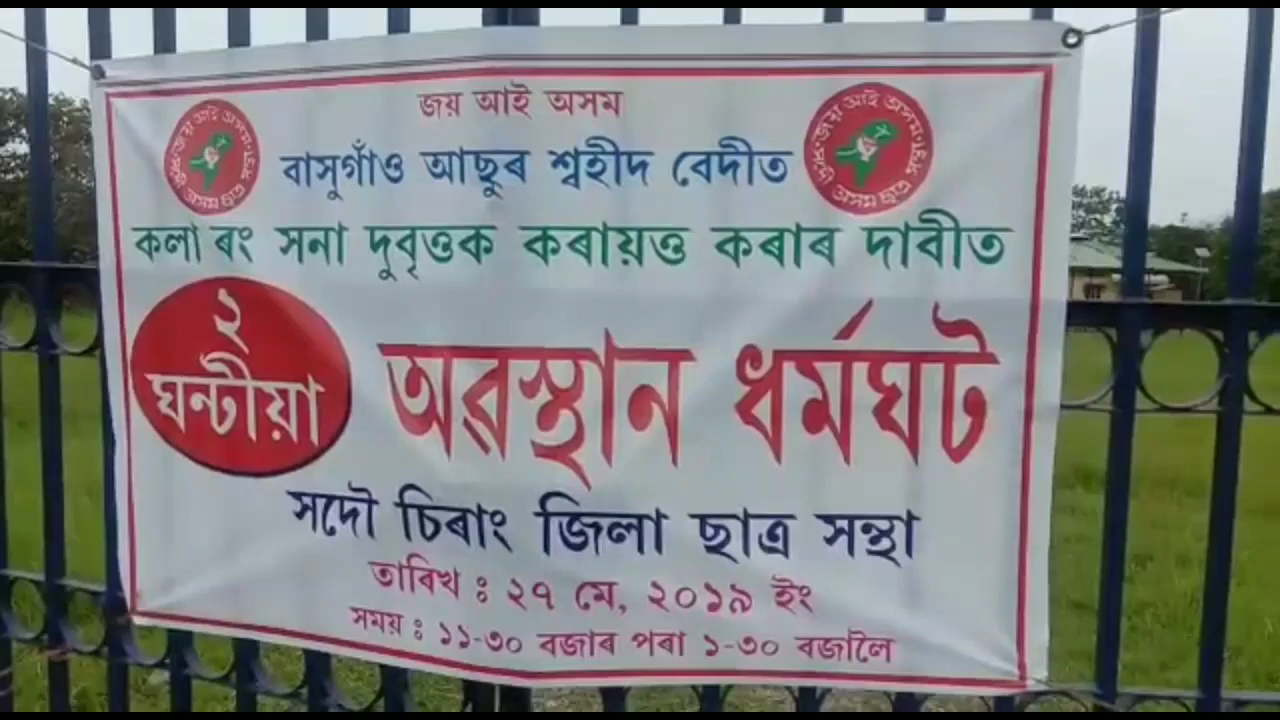 জয় আই অসম
বাসুগাঁও আছুৰ শ্বহীদ বেদীত
কলা ৰং সনা দুবৃত্তক কৰায়ত্ত কৰাৰ দাবীত
২
ঘন্টীয়া
অৱস্থান ধৰ্মঘট
সদৌ চিৰাং জিলা ছাত্ৰ সন্থা
তাৰিখ : ২৭ মে, ২০১৯ ইং
সময় : ১১-৩০ বজাৰ পৰা ১-৩০ বজালৈ